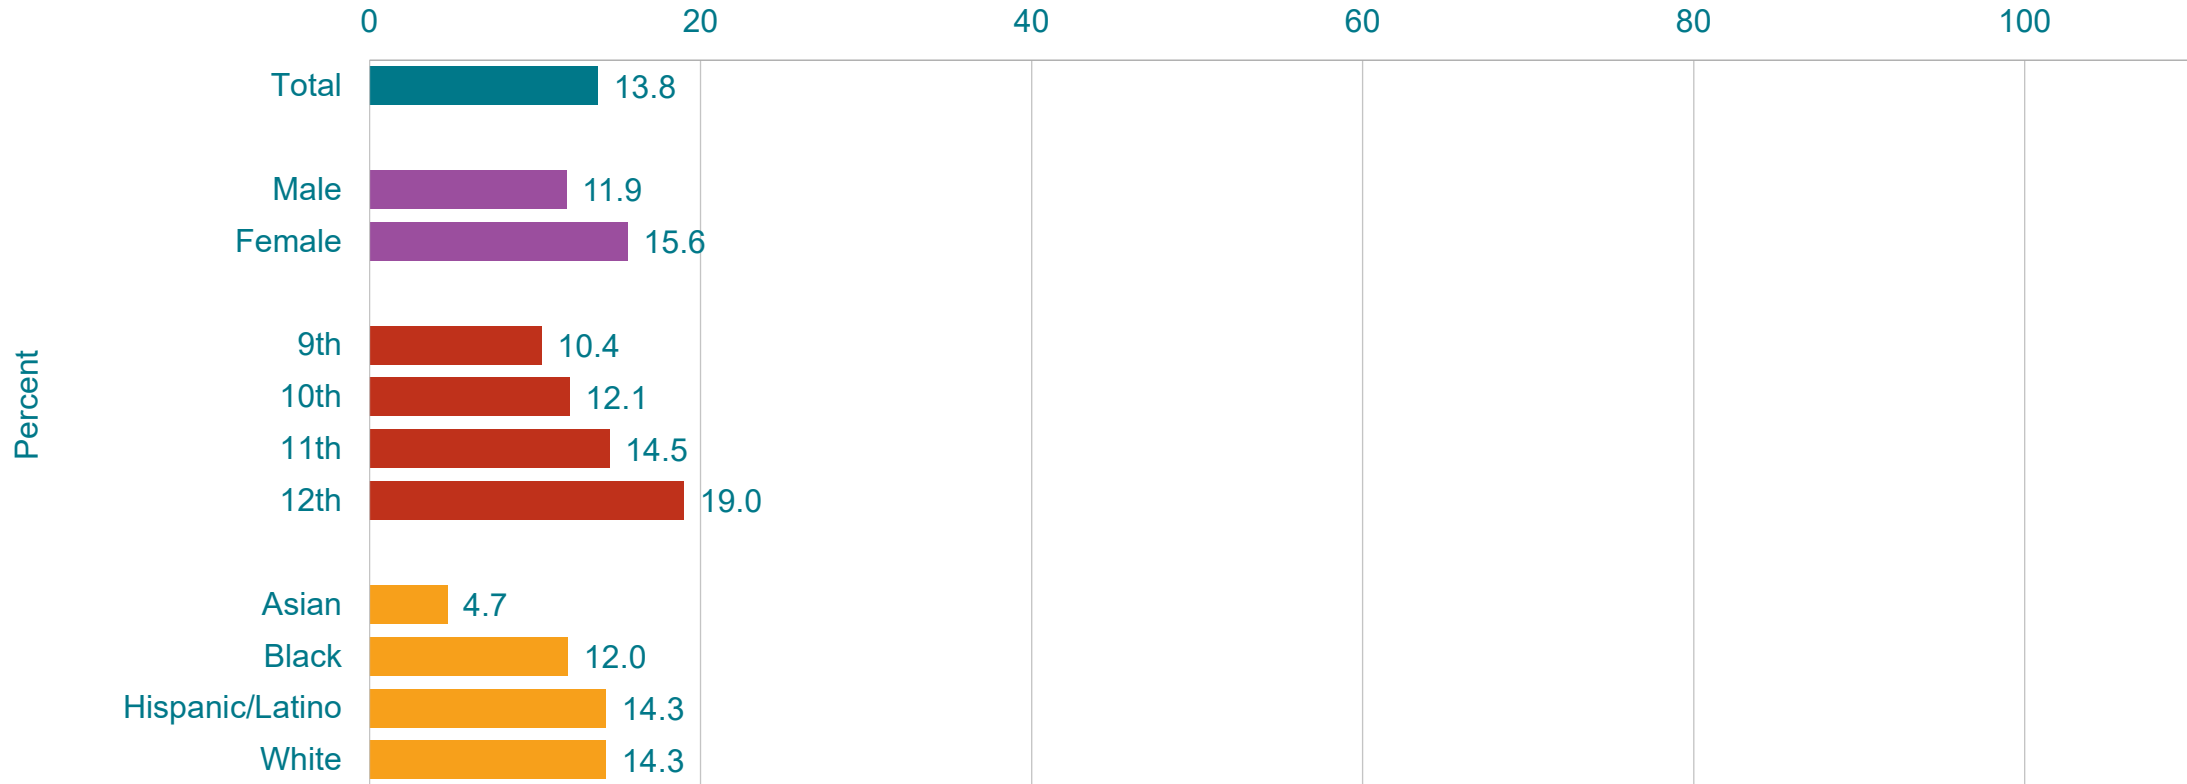 0 20 40 60 80 100
Total 13.8
Male 11.9
Female 15.6
Percent
9th 10.4
10th 12.1
11th 14.5
12th 19.0
Asian 4.7
Black 12.0
Hispanic/Latino 14.3
White 14.3